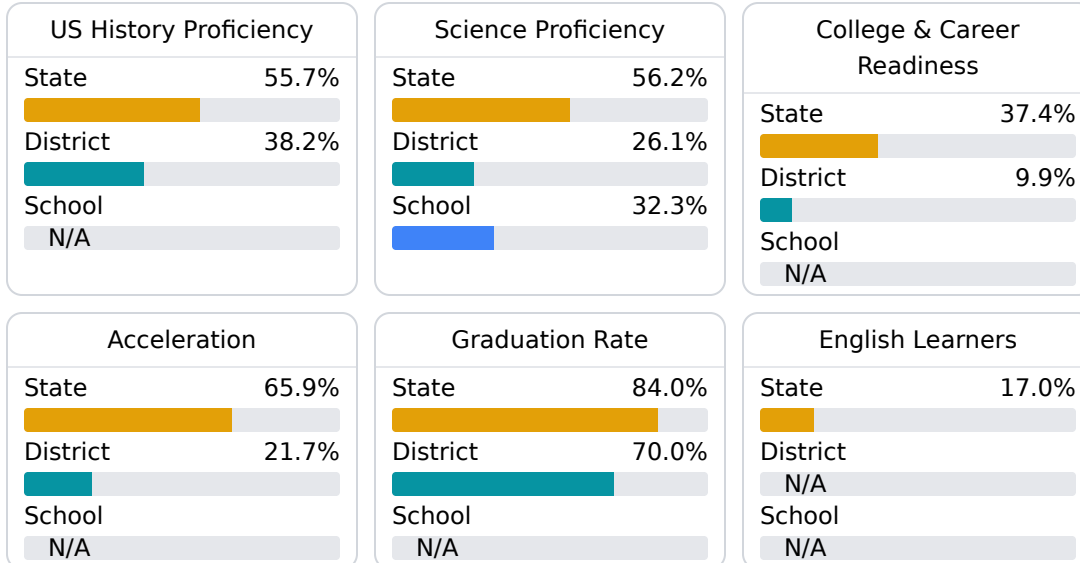 US History Proficiency
State 55.7%
District 38.2%
School
N/A
Science Proficiency
State 56.2%
District 26.1%
School 32.3%
College & Career
Readiness
State 37.4%
District 9.9%
School
N/A
Acceleration
State 65.9%
District 21.7%
School
N/A
Graduation Rate
State 84.0%
District 70.0%
School
N/A
English Learners
State 17.0%
District
N/A
School
N/A